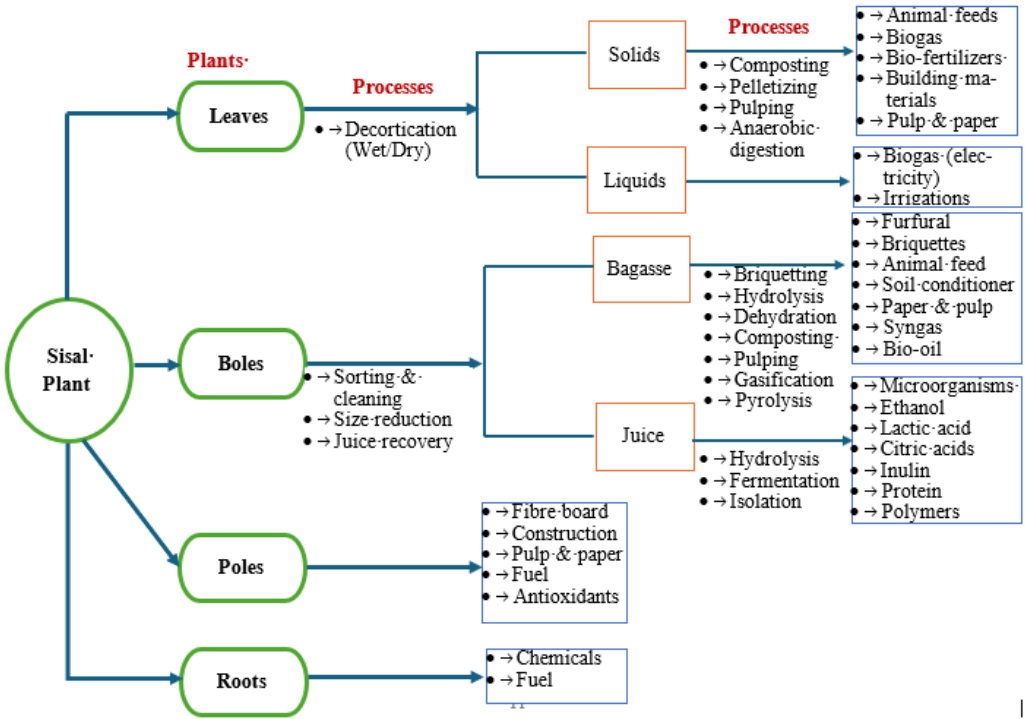 Plants·
Leaves
Processes
• → Decortication
(Wet/Dry)
Solids
Processes
• → Composting
• → Pelletizing
• → Pulping
• → Anaerobic·
digestion
• → Animal·feeds
• → Biogas
• → Bio-fertilizers·
• → Building·ma-
terials
• → Pulp·&·paper
Liquids
• → Biogas·(elec-
tricity)
• → Irrigations
Sisal·
Plant
Boles
• → Sorting·&·
cleaning
• → Size·reduction
• → Juice·recovery
Bagasse
• → Briquetting
• → Hydrolysis
• → Dehydration
• → Composting·
• → Pulping
• → Gasification
• → Pyrolysis
• → Furfural
• → Briquettes
• → Animal·feed
• → Soil·conditioner
• → Paper·&·pulp
• → Syngas
• → Bio-oil
Juice
• → Hydrolysis
• → Fermentation
• → Isolation
• → Microorganisms·
• → Ethanol
• → Lactic·acid
• → Citric·acids
• → Inulin
• → Protein
• → Polymers
Poles
• → Fibre·board
• → Construction
• → Pulp·&·paper
• → Fuel
• → Antioxidants
Roots
• → Chemicals
• → Fuel